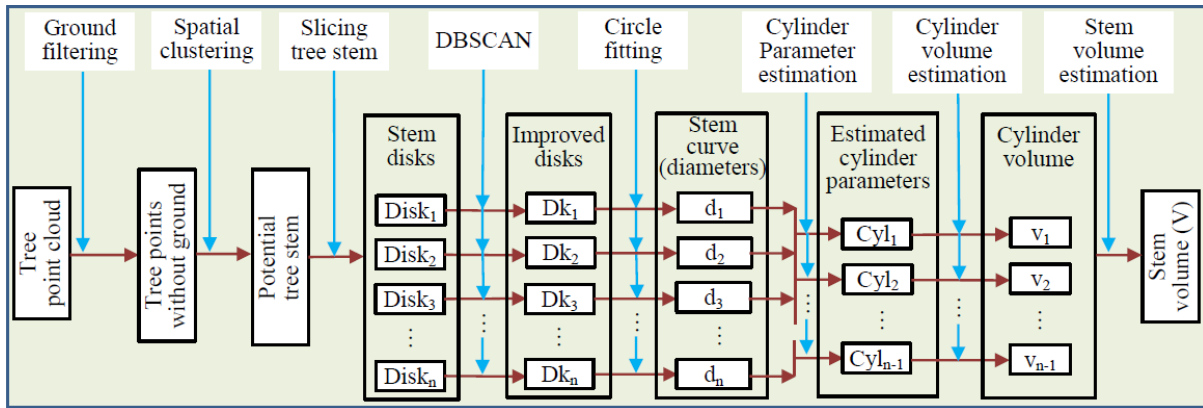 Ground
filtering
Spatial
clustering
Slicing
tree stem
DBSCAN
Circle
fitting
Cylinder
Parameter
estimation
Cylinder
volume
estimation
Stem
volume
estimation
Tree
point cloud
Tree points
without ground
Potential
tree stem
Stem
disks
Disk₁
Disk₂
Disk₃
⋮
Diskₙ
Improved
disks
Dk₁
Dk₂
Dk₃
⋮
Dkₙ
Stem
curve
(diameters)
d₁
d₂
d₃
⋮
dₙ
Estimated
cylinder
parameters
Cyl₁
Cyl₂
⋮
Cylₙ₋₁
Cylinder
volume
v₁
v₂
⋮
vₙ₋₁
Stem
volume (V)